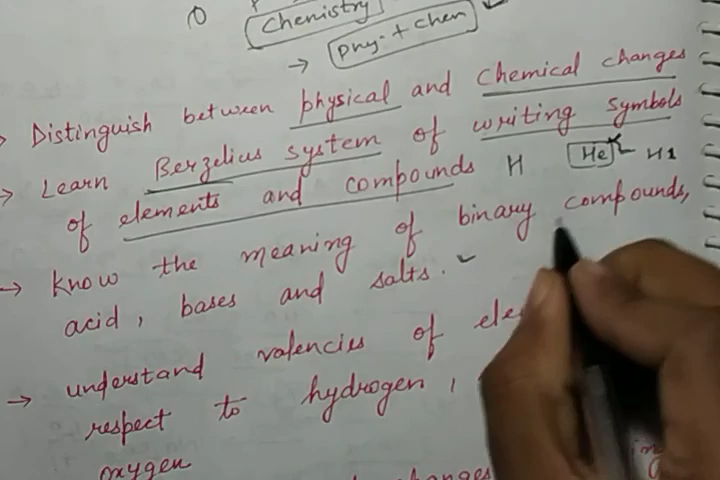 Chemistry
→ phy. + chem
Distinguish between physical and chemical changes
→ Learn Berzelius system of writing symbols
of elements and compounds H He H1
→ know the meaning of binary compounds,
acid, bases and salts.
→ understand valencies of
respect to hydrogen,
oxygen
changes